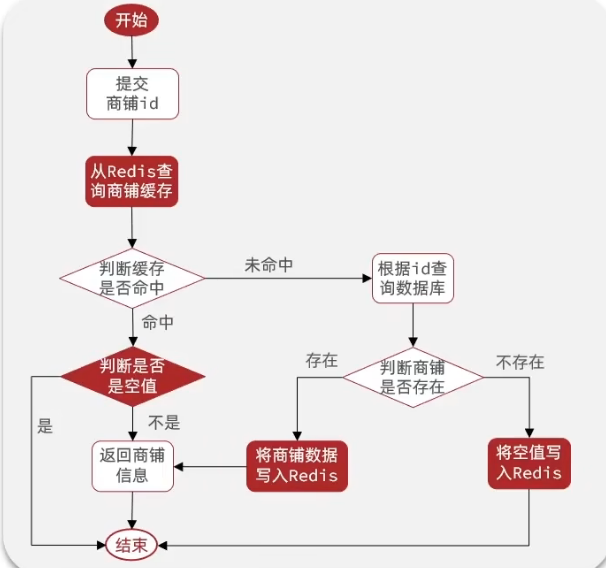 开始
提交
商铺id
从Redis查
询商铺缓存
判断缓存
是否命中
未命中
根据id查
询数据库
命中
判断是否
是空值
存在
判断商铺
是否存在
不存在
是
不是
返回商铺
信息
将商铺数据
写入Redis
将空值写
入Redis
结束